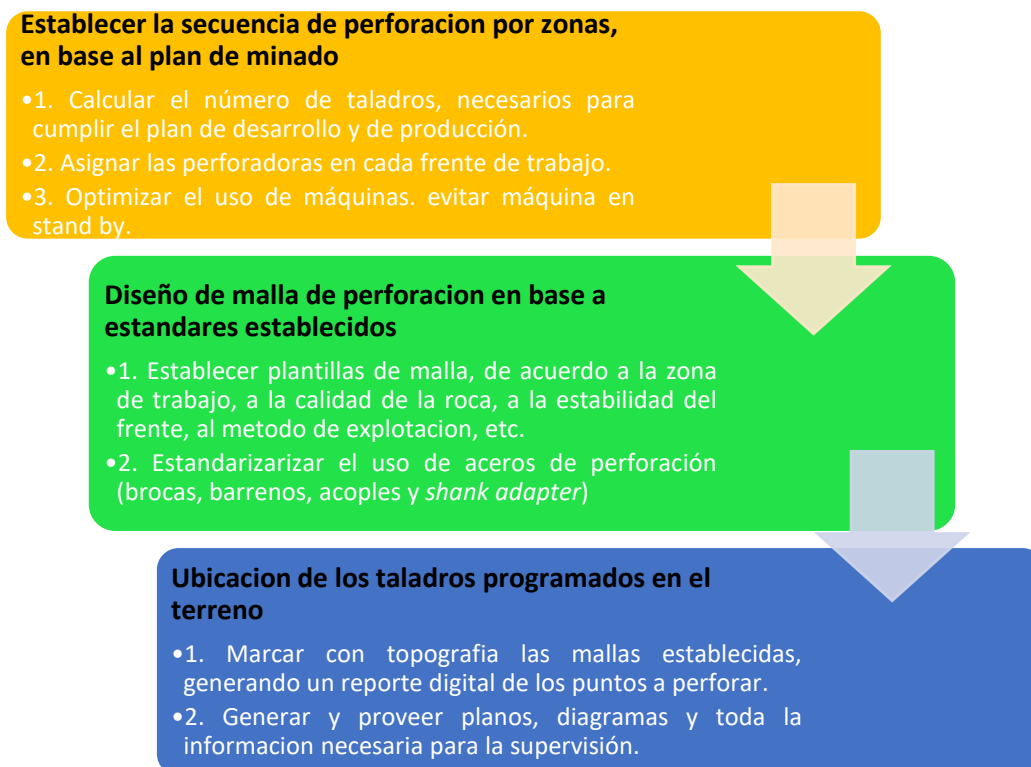 Establecer la secuencia de perforacion por zonas,
en base al plan de minado
•1. Calcular el número de taladros, necesarios para
cumplir el plan de desarrollo y de producción.
•2. Asignar las perforadoras en cada frente de trabajo.
•3. Optimizar el uso de máquinas. evitar máquina en
stand by.
Diseño de malla de perforacion en base a
estandares establecidos
•1. Establecer plantillas de malla, de acuerdo a la zona
de trabajo, a la calidad de la roca, a la estabilidad del
frente, al metodo de explotacion, etc.
•2. Estandarizarizar el uso de aceros de perforación
(brocas, barrenos, acoples y shank adapter)
Ubicacion de los taladros programados en el
terreno
•1. Marcar con topografia las mallas establecidas,
generando un reporte digital de los puntos a perforar.
•2. Generar y proveer planos, diagramas y toda la
informacion necesaria para la supervisión.